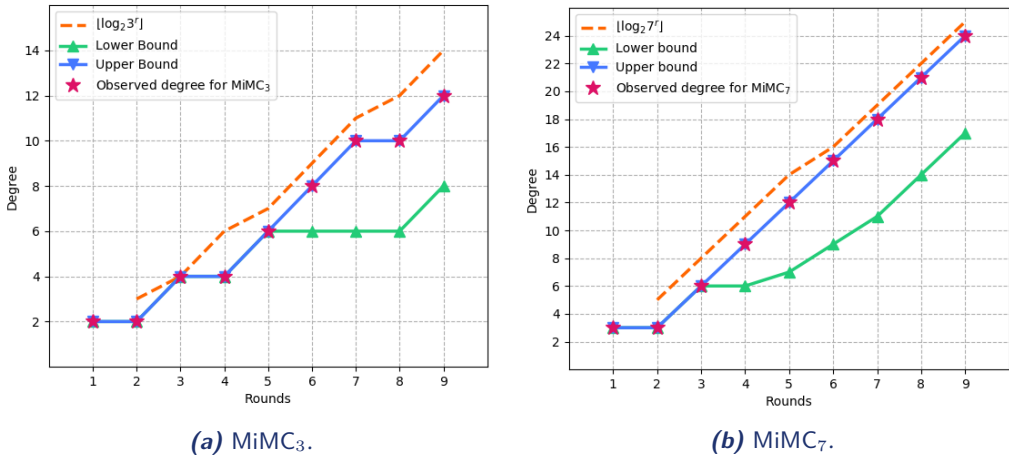 ⌊log₂3ʳ⌋
Lower Bound
Upper Bound
Observed degree for MiMC₃
14
12
10
8
6
4
2
Degree
1 2 3 4 5 6 7 8 9
Rounds
(a) MiMC₃.
⌊log₂7ʳ⌋
Lower bound
Upper bound
Observed degree for MiMC₇
24
22
20
18
16
14
12
10
8
6
4
2
Degree
1 2 3 4 5 6 7 8 9
Rounds
(b) MiMC₇.